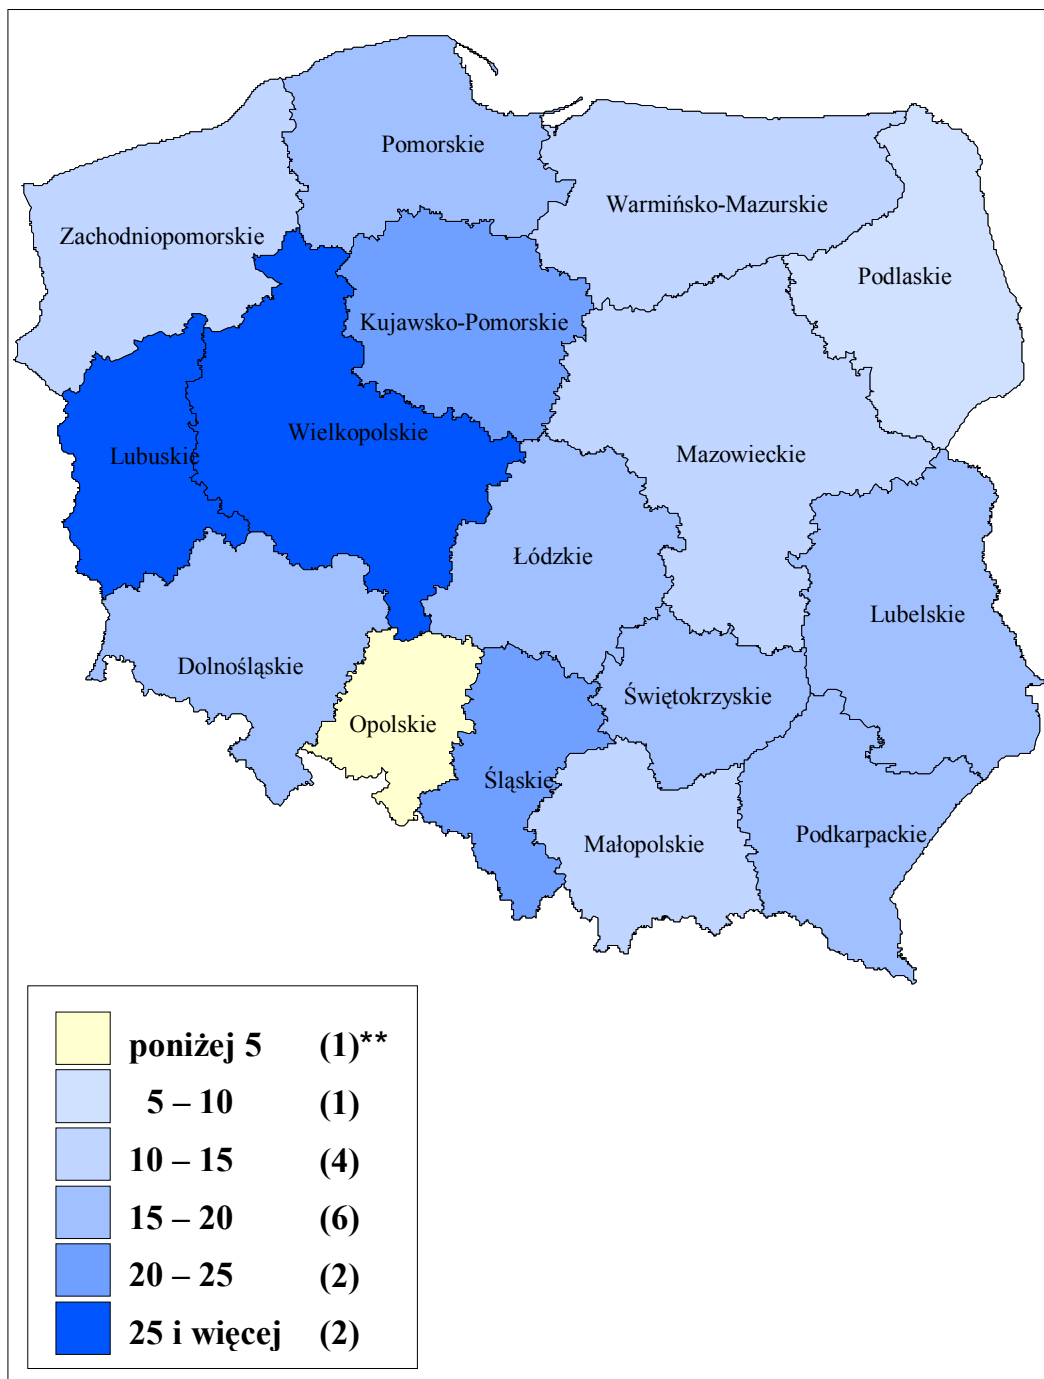 Pomorskie
Warmińsko-Mazurskie
Zachodniopomorskie
Podlaskie
Kujawsko-Pomorskie
Wielkopolskie
Lubuskie
Mazowieckie
Łódzkie
Lubelskie
Dolnośląskie
Świętokrzyskie
Opolskie
Śląskie
Podkarpackie
Małopolskie
poniżej 5 (1)**
5 – 10 (1)
10 – 15 (4)
15 – 20 (6)
20 – 25 (2)
25 i więcej (2)